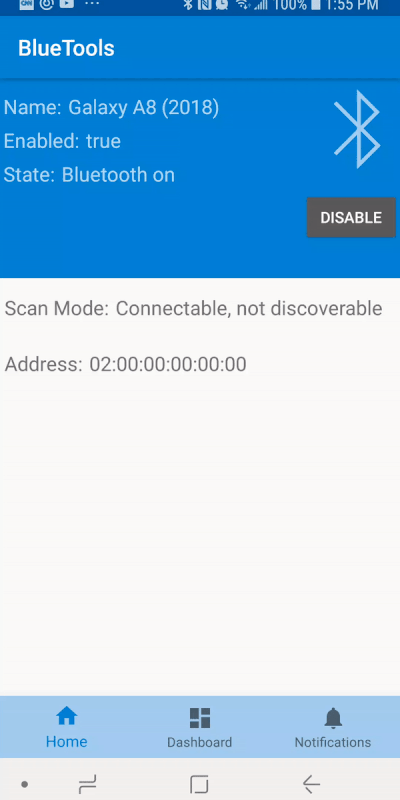 CNN 100% 1:55 PM
BlueTools
Name: Galaxy A8 (2018)
Enabled: true
State: Bluetooth on
DISABLE
Scan Mode: Connectable, not discoverable
Address: 02:00:00:00:00:00
Home Dashboard Notifications